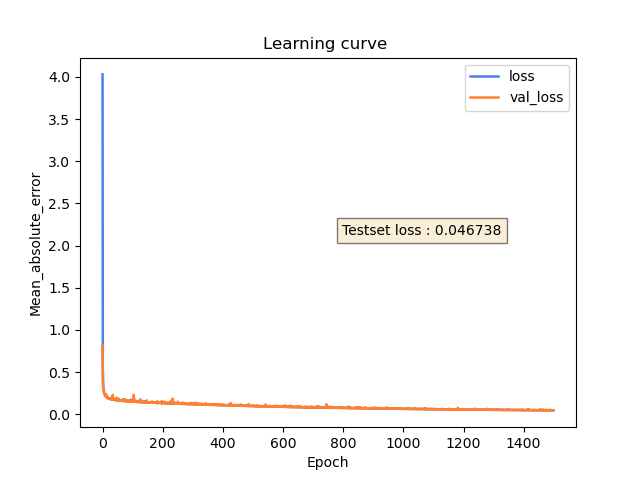 Learning curve
loss
val_loss
Testset loss : 0.046738
Mean_absolute_error
4.0
3.5
3.0
2.5
2.0
1.5
1.0
0.5
0.0
0 200 400 600 800 1000 1200 1400
Epoch